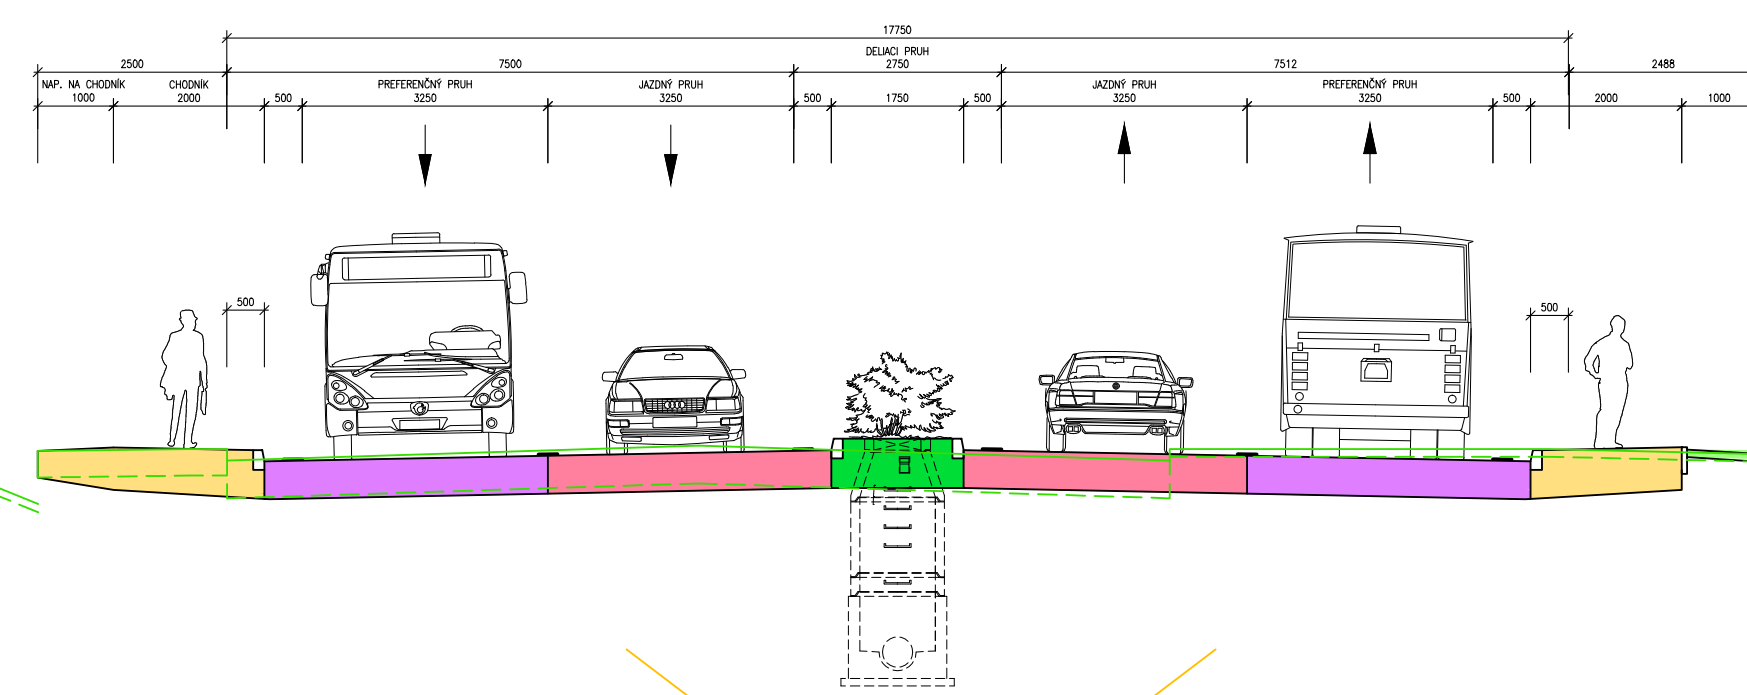 17750
DELIACI PRUH
2500 7500 2750 7512 2488
NAP. NA CHODNÍK CHODNÍK PREFERENČNÝ PRUH JAZDNÝ PRUH JAZDNÝ PRUH PREFERENČNÝ PRUH
1000 2000 500 3250 3250 500 1750 500 3250 3250 500 2000 1000
500 500